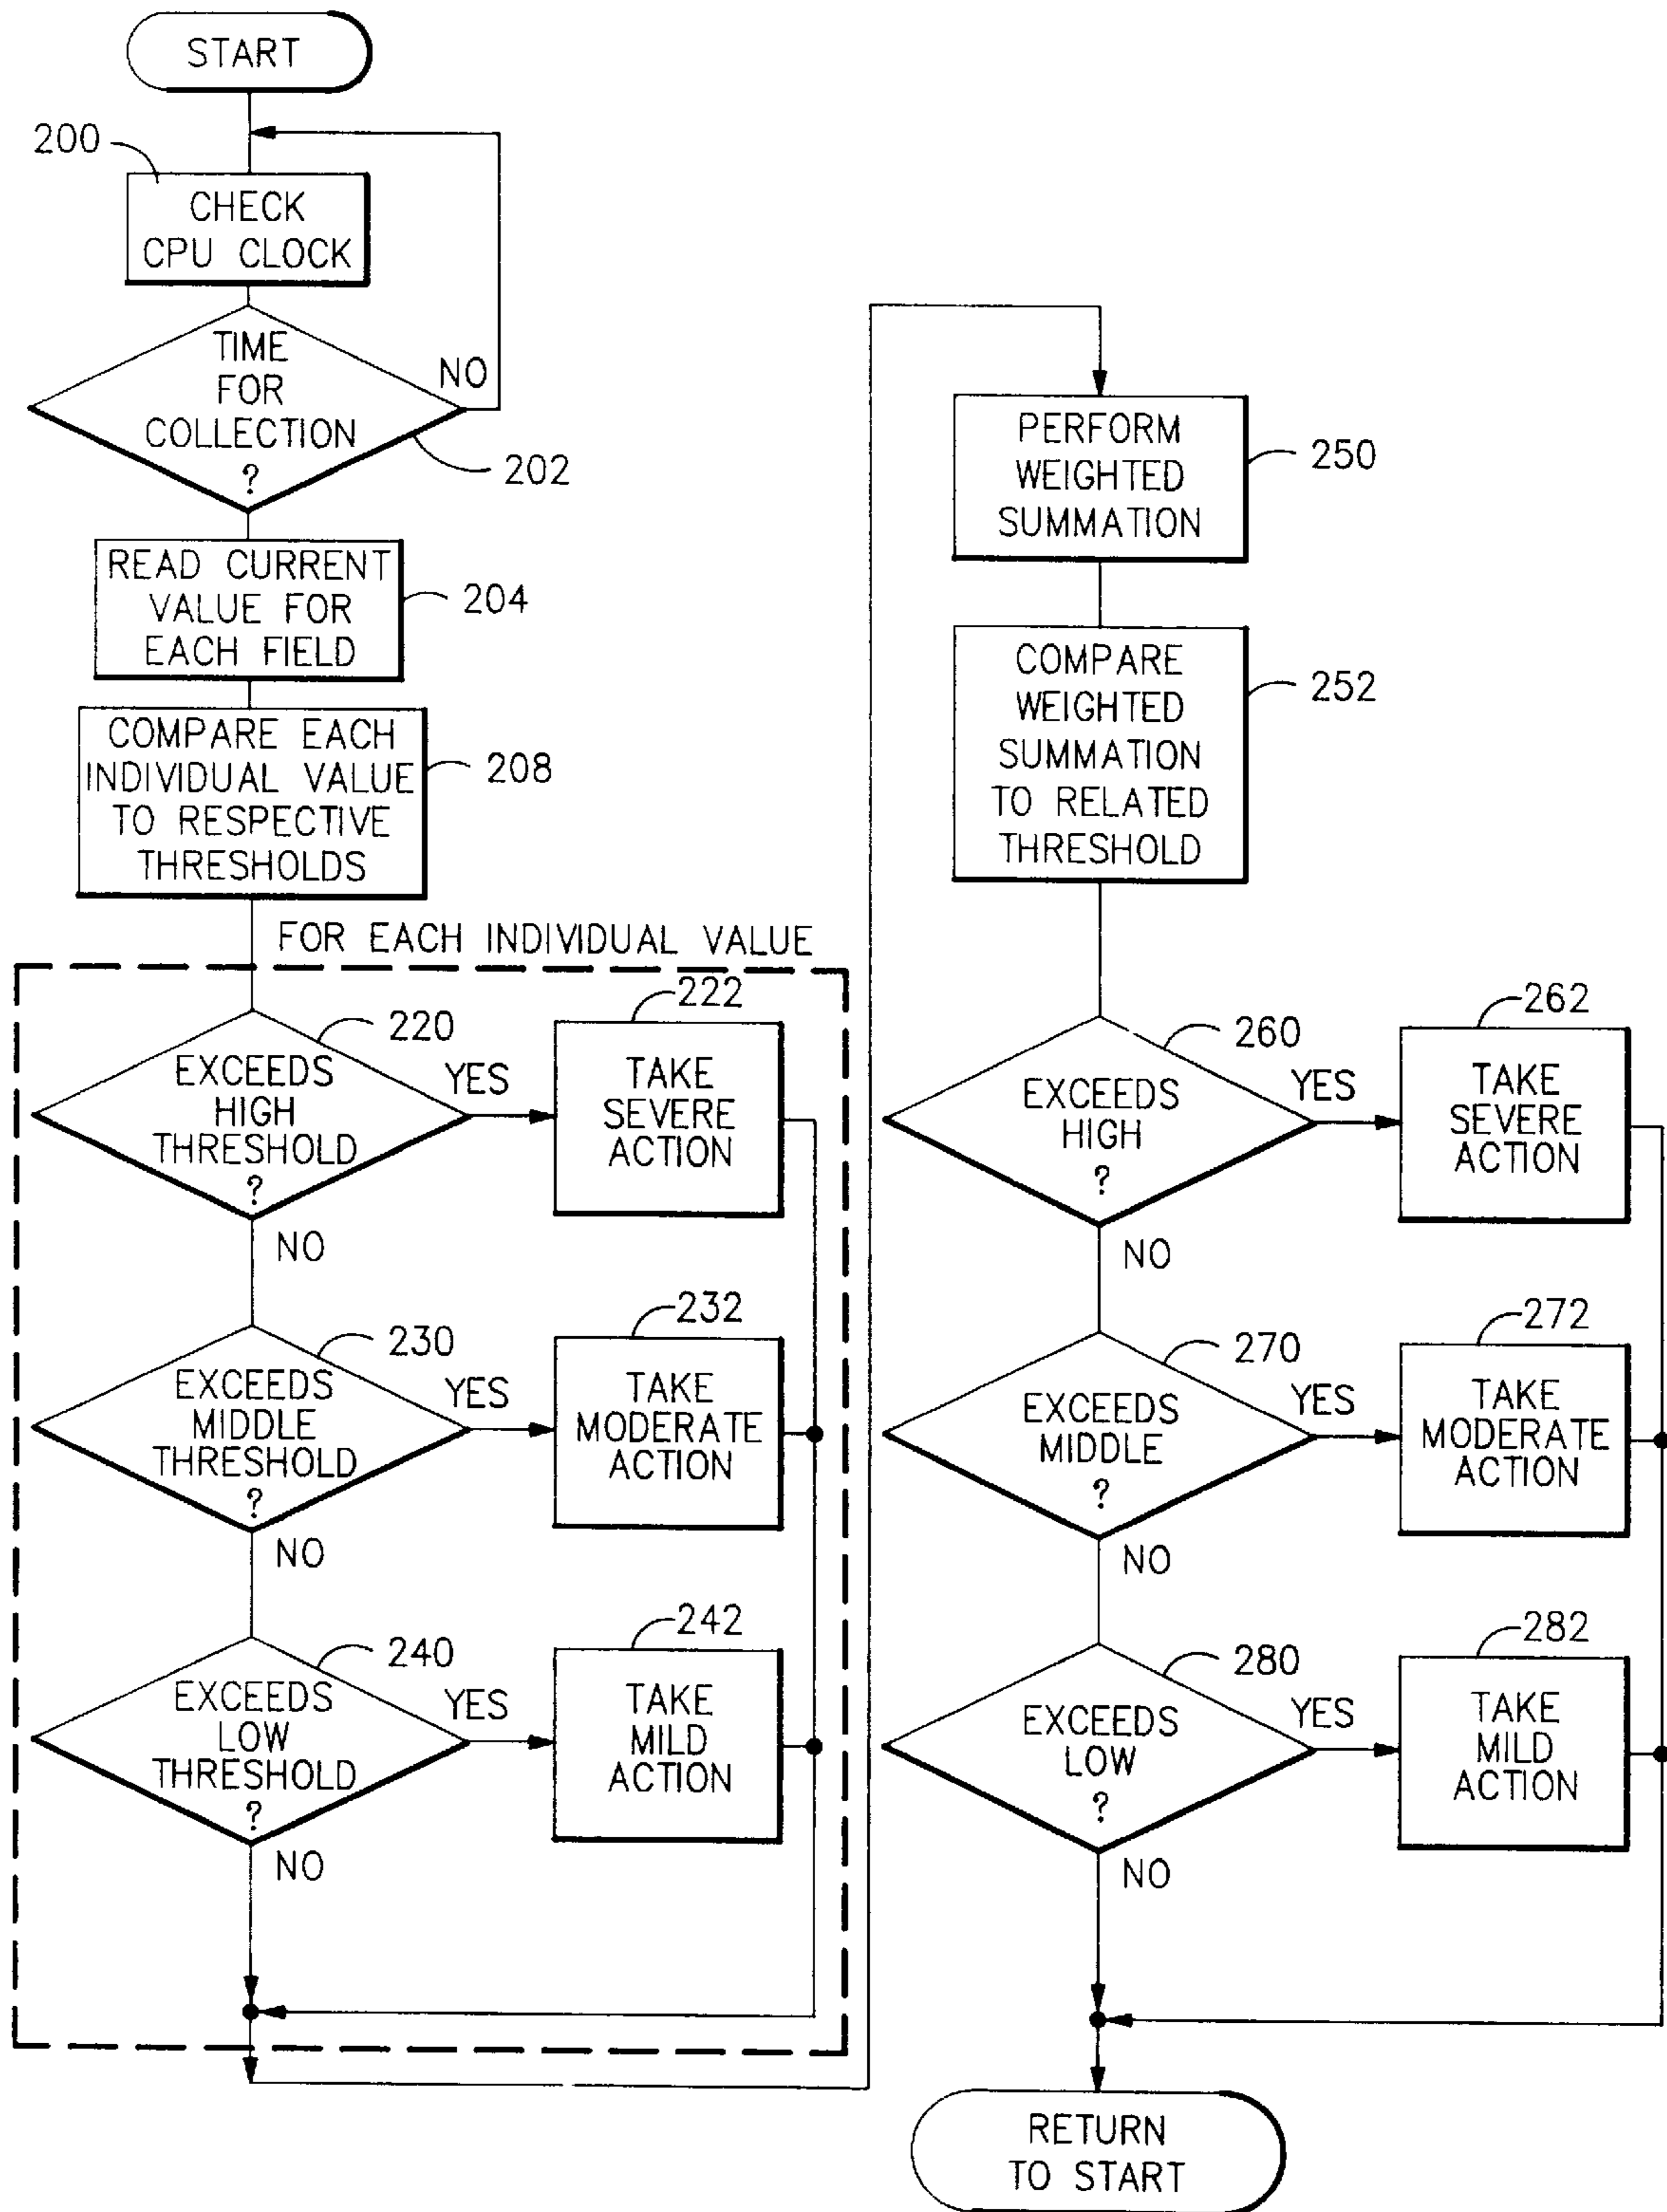 START
200
CHECK
CPU CLOCK
TIME
FOR
COLLECTION
?
NO
202
READ CURRENT
VALUE FOR
EACH FIELD
204
COMPARE EACH
INDIVIDUAL VALUE
TO RESPECTIVE
THRESHOLDS
208
FOR EACH INDIVIDUAL VALUE
220
EXCEEDS
HIGH
THRESHOLD
?
YES
222
TAKE
SEVERE
ACTION
NO
230
EXCEEDS
MIDDLE
THRESHOLD
?
YES
232
TAKE
MODERATE
ACTION
NO
240
EXCEEDS
LOW
THRESHOLD
?
YES
242
TAKE
MILD
ACTION
NO
PERFORM
WEIGHTED
SUMMATION
250
COMPARE
WEIGHTED
SUMMATION
TO RELATED
THRESHOLD
252
260
EXCEEDS
HIGH
?
YES
262
TAKE
SEVERE
ACTION
NO
270
EXCEEDS
MIDDLE
?
YES
272
TAKE
MODERATE
ACTION
NO
280
EXCEEDS
LOW
?
YES
282
TAKE
MILD
ACTION
NO
RETURN
TO START